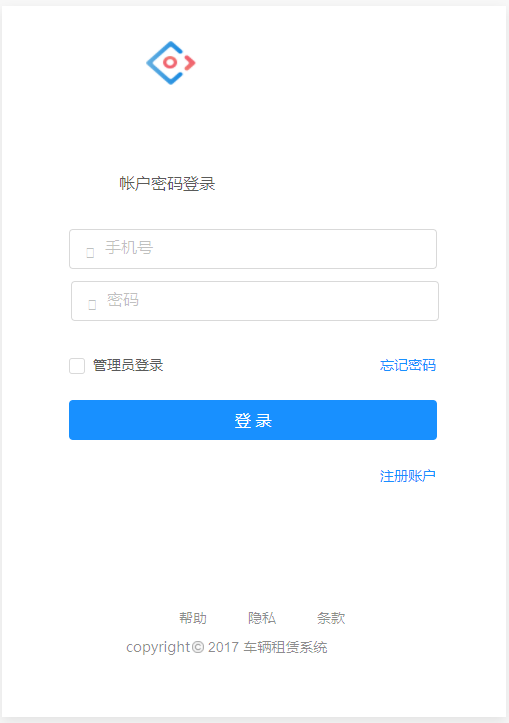 帐户密码登录
手机号
密码
管理员登录 忘记密码
登 录
注册账户
帮助 隐私 条款
copyright© 2017 车辆租赁系统